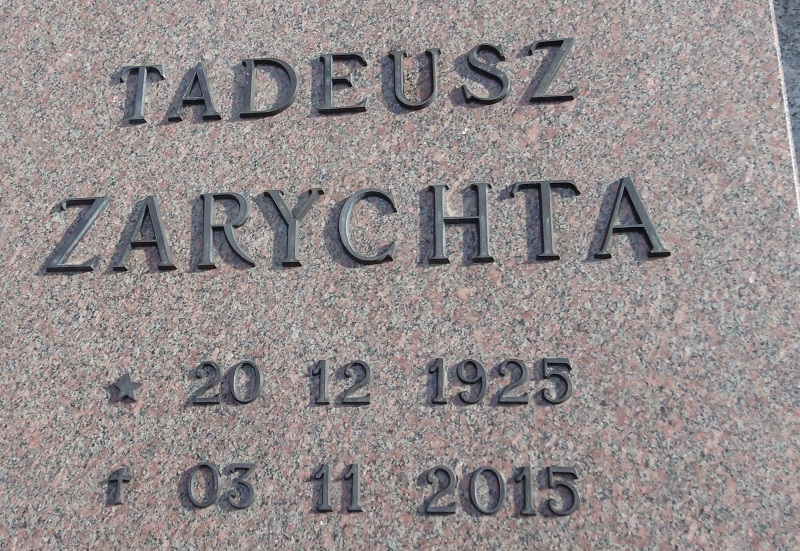 TADEUSZ
ZARYCHTA
★ 20 12 1925
✝ 03 11 2015